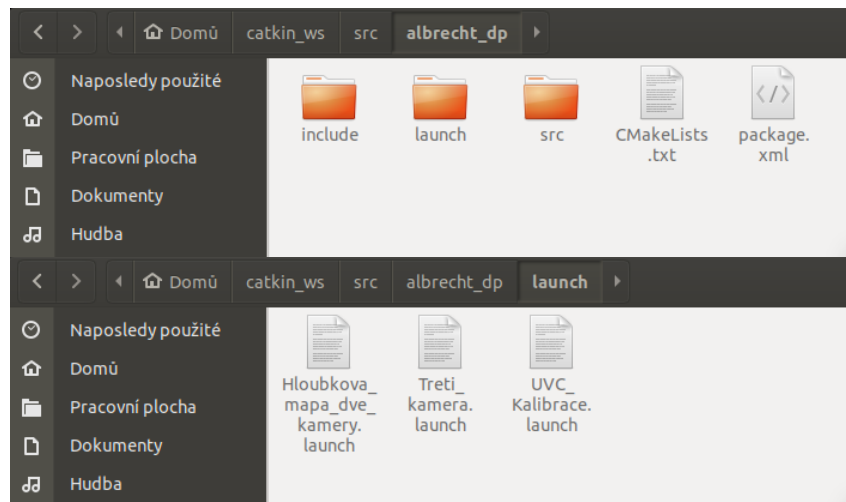 Domů catkin_ws src albrecht_dp
Naposledy použité
Domů
Pracovní plocha
Dokumenty
Hudba
include launch src CMakeLists package.
.txt xml
Domů catkin_ws src albrecht_dp launch
Naposledy použité
Domů
Pracovní plocha
Dokumenty
Hudba
Hloubkova_ Treti_ UVC_
mapa_dve_ kamera. Kalibrace.
kamery. launch launch
launch